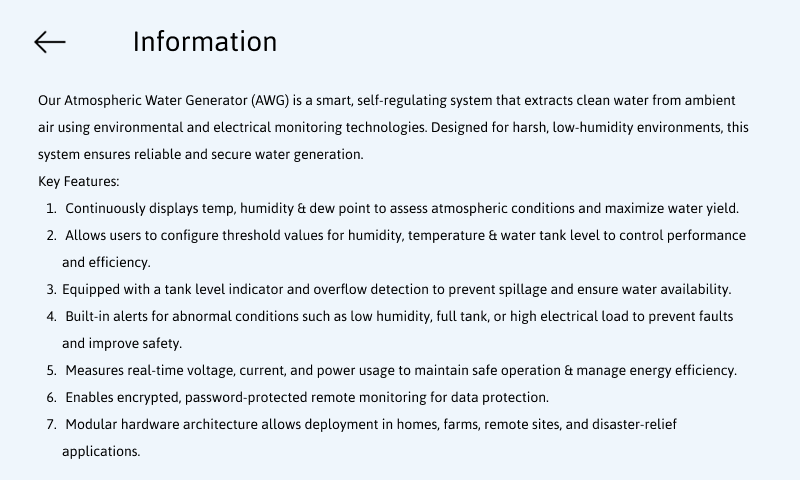 Information
Our Atmospheric Water Generator (AWG) is a smart, self-regulating system that extracts clean water from ambient
air using environmental and electrical monitoring technologies. Designed for harsh, low-humidity environments, this
system ensures reliable and secure water generation.
Key Features:
1. Continuously displays temp, humidity & dew point to assess atmospheric conditions and maximize water yield.
2. Allows users to configure threshold values for humidity, temperature & water tank level to control performance
and efficiency.
3. Equipped with a tank level indicator and overflow detection to prevent spillage and ensure water availability.
4. Built-in alerts for abnormal conditions such as low humidity, full tank, or high electrical load to prevent faults
and improve safety.
5. Measures real-time voltage, current, and power usage to maintain safe operation & manage energy efficiency.
6. Enables encrypted, password-protected remote monitoring for data protection.
7. Modular hardware architecture allows deployment in homes, farms, remote sites, and disaster-relief
applications.